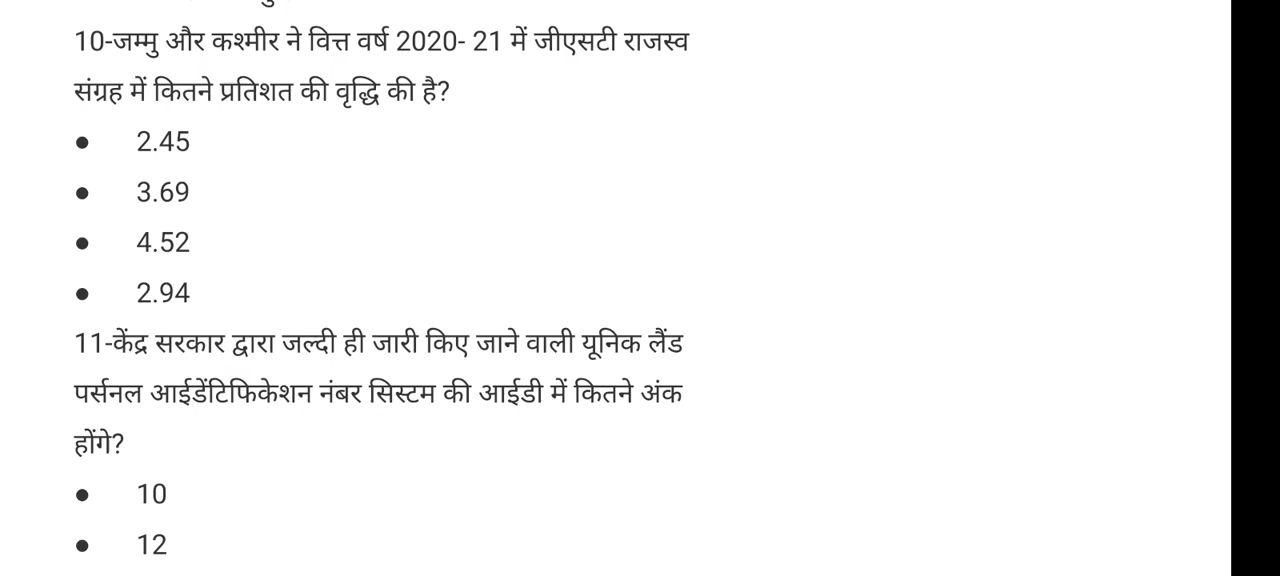 10-जम्मु और कश्मीर ने वित्त वर्ष 2020- 21 में जीएसटी राजस्व
संग्रह में कितने प्रतिशत की वृद्धि की है?
● 2.45
● 3.69
● 4.52
● 2.94
11-केंद्र सरकार द्वारा जल्दी ही जारी किए जाने वाली यूनिक लैंड
पर्सनल आईडेंटिफिकेशन नंबर सिस्टम की आईडी में कितने अंक
होंगे?
● 10
● 12